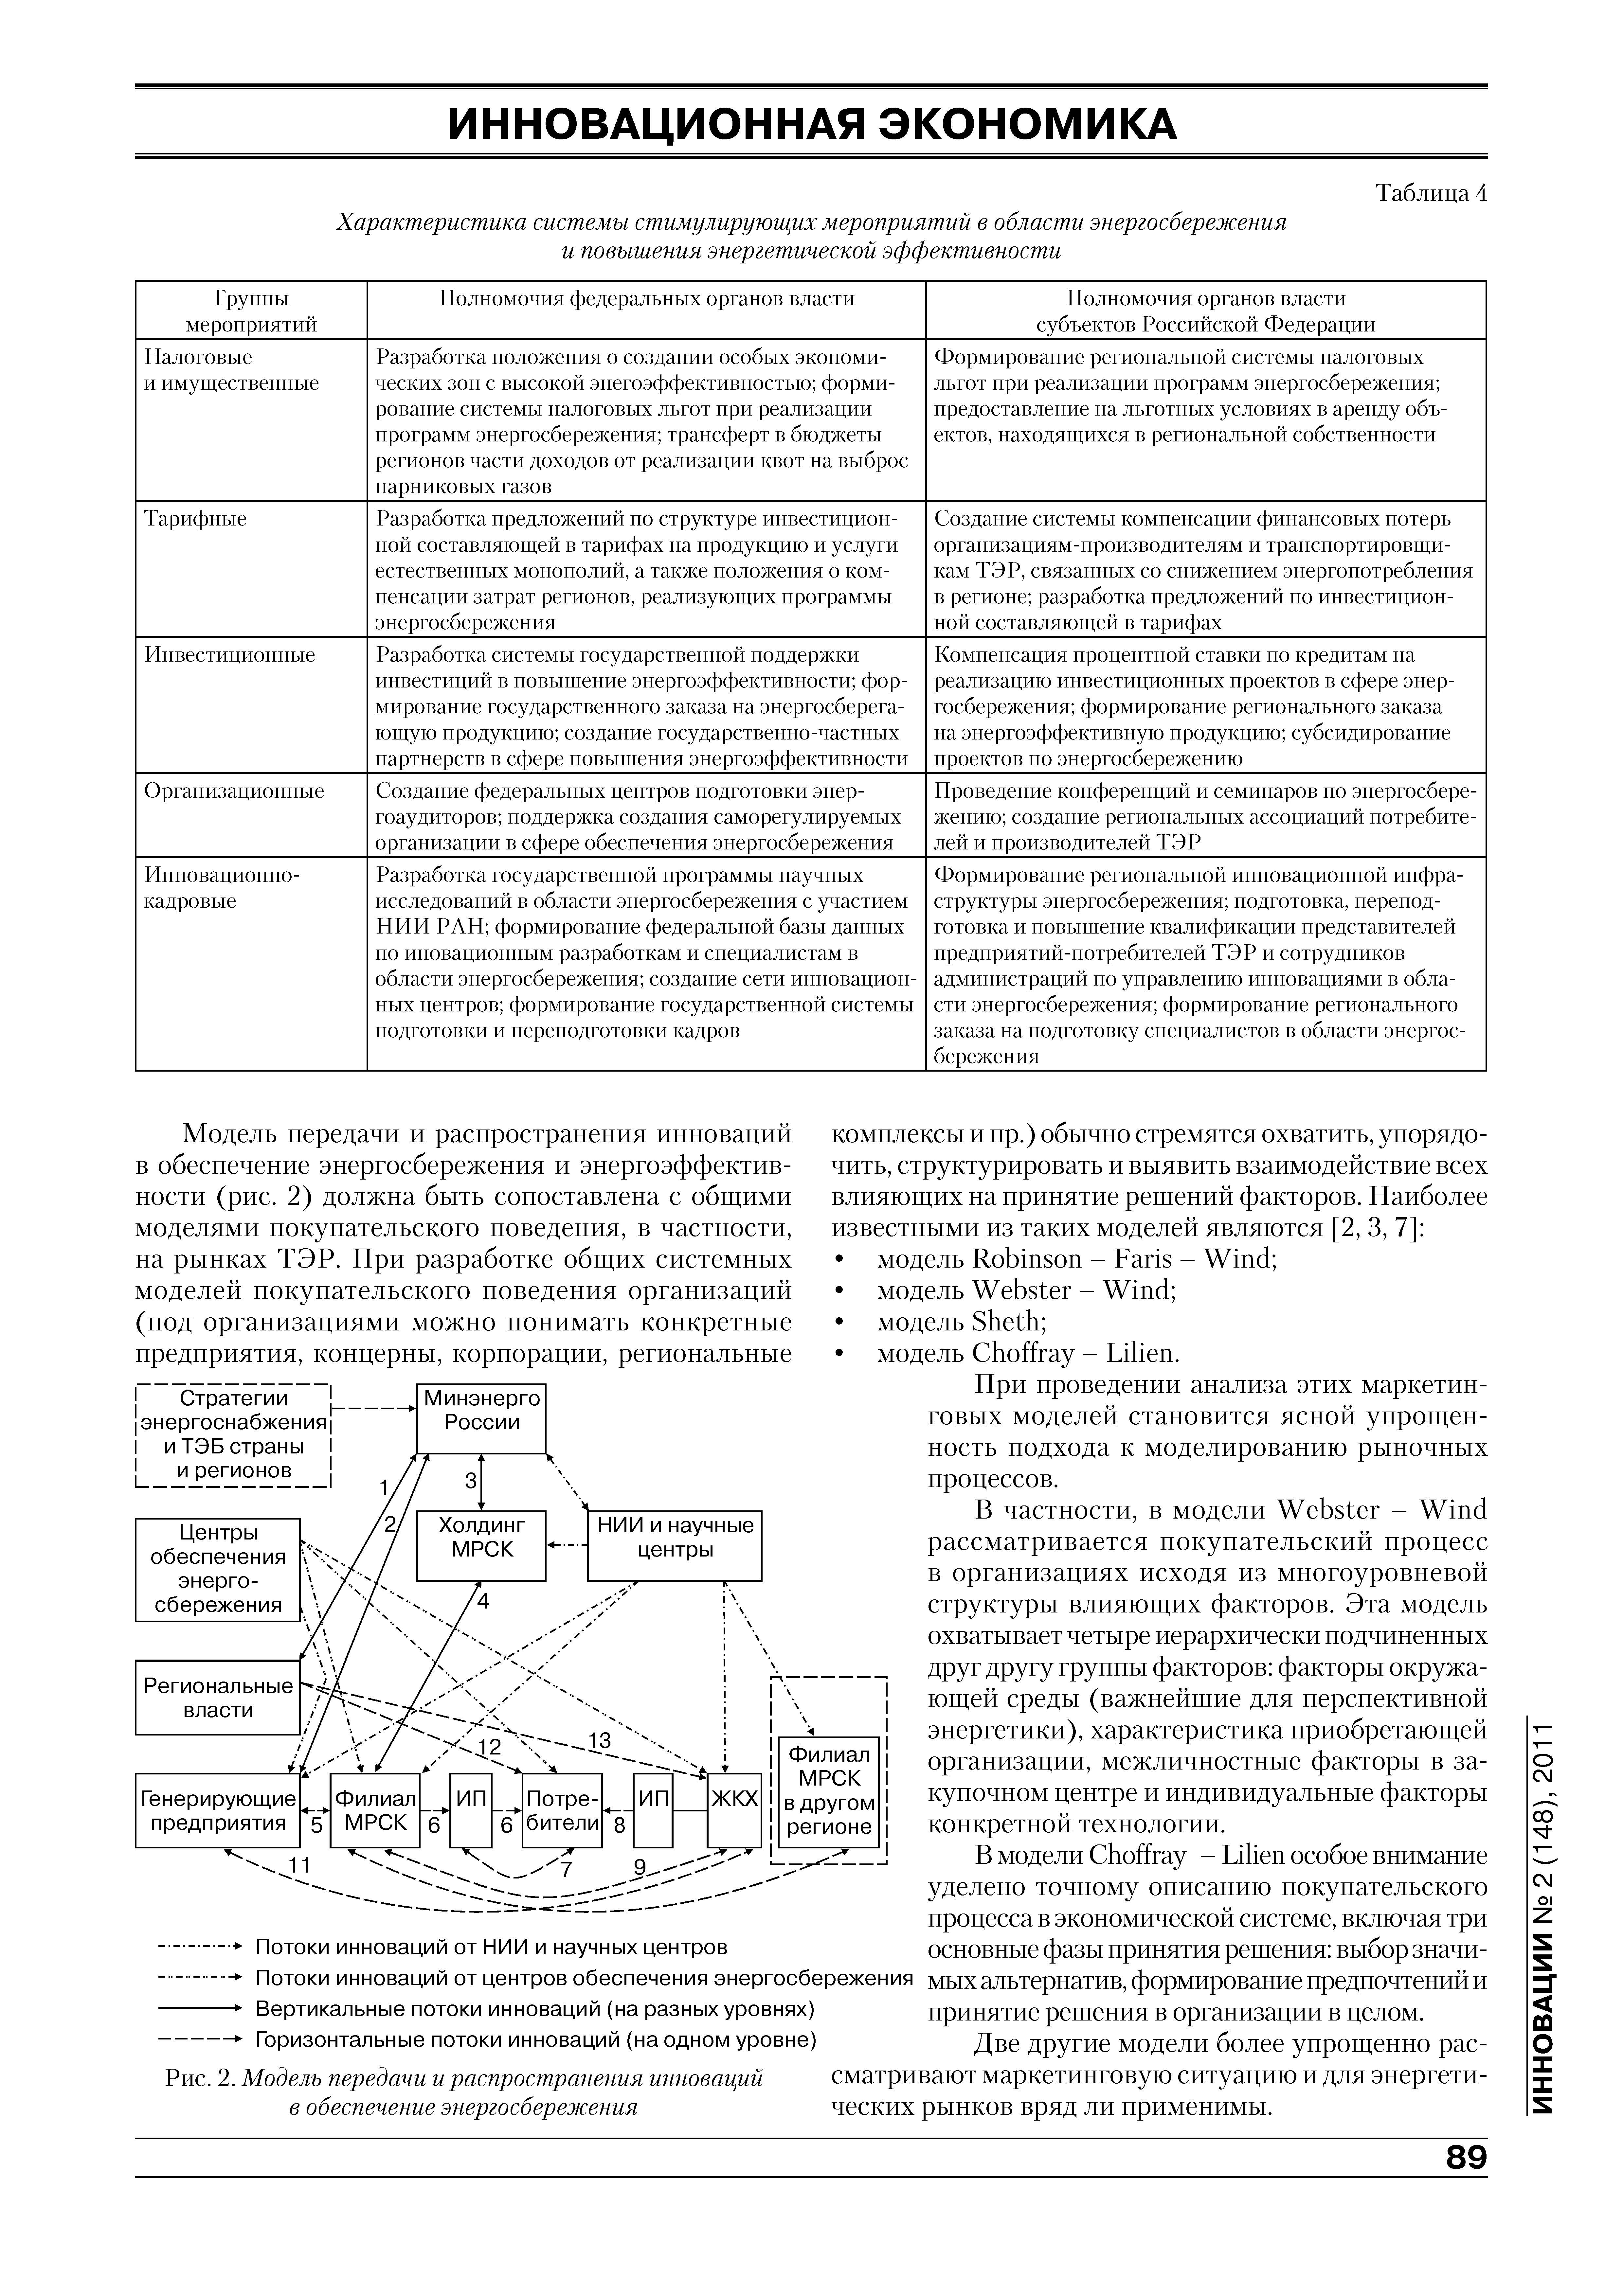 ИННОВАЦИОННАЯ ЭКОНОМИКА
Таблица 4
Характеристика системы стимулирующих мероприятий в области энергосбережения
и повышения энергетической эффективности
Группы
мероприятий
Полномочия федеральных органов власти
Полномочия органов власти
субъектов Российской Федерации
Налоговые
и имущественные
Разработка положения о создании особых экономи-
ческих зон с высокой энегоэффективностью; форми-
рование системы налоговых льгот при реализации
программ энергосбережения; трансферт в бюджеты
регионов части доходов от реализации квот на выброс
парниковых газов
Формирование региональной системы налоговых
льгот при реализации программ энергосбережения;
предоставление на льготных условиях в аренду объ-
ектов, находящихся в региональной собственности
Тарифные
Разработка предложений по структуре инвестицион-
ной составляющей в тарифах на продукцию и услуги
естественных монополий, а также положения о ком-
пенсации затрат регионов, реализующих программы
энергосбережения
Создание системы компенсации финансовых потерь
организациям-производителям и транспортировщи-
кам ТЭР, связанных со снижением энергопотребления
в регионе; разработка предложений по инвестицион-
ной составляющей в тарифах
Инвестиционные
Разработка системы государственной поддержки
инвестиций в повышение энергоэффективности; фор-
мирование государственного заказа на энергосберега-
ющую продукцию; создание государственно-частных
партнерств в сфере повышения энергоэффективности
Компенсация процентной ставки по кредитам на
реализацию инвестиционных проектов в сфере энер-
госбережения; формирование регионального заказа
на энергоэффективную продукцию; субсидирование
проектов по энергосбережению
Организационные
Создание федеральных центров подготовки энер-
гоаудиторов; поддержка создания саморегулируемых
организации в сфере обеспечения энергосбережения
Проведение конференций и семинаров по энергосбере-
жению; создание региональных ассоциаций потребите-
лей и производителей ТЭР
Инновационно-
кадровые
Разработка государственной программы научных
исследований в области энергосбережения с участием
НИИ РАН; формирование федеральной базы данных
по иновационным разработкам и специалистам в
области энергосбережения; создание сети инновацион-
ных центров; формирование государственной системы
подготовки и переподготовки кадров
Формирование региональной инновационной инфра-
структуры энергосбережения; подготовка, перепод-
готовка и повышение квалификации представителей
предприятий-потребителей ТЭР и сотрудников
администраций по управлению инновациями в обла-
сти энергосбережения; формирование регионального
заказа на подготовку специалистов в области энергос-
бережения
Модель передачи и распространения инноваций
в обеспечение энергосбережения и энергоэффектив-
ности (рис. 2) должна быть сопоставлена с общими
моделями покупательского поведения, в частности,
на рынках ТЭР. При разработке общих системных
моделей покупательского поведения организаций
(под организациями можно понимать конкретные
предприятия, концерны, корпорации, региональные
Стратегии
энергоснабжения
и ТЭБ страны
и регионов
Минэнерго
России
1
2
3
Центры
обеспечения
энерго-
сбережения
Холдинг
МРСК
НИИ и научные
центры
4
Региональные
власти
12
13
Генерирующие
предприятия
5
Филиал
МРСК
6
ИП
6
Потре-
бители
8
ИП
ЖКХ
Филиал
МРСК
в другом
регионе
11
7
9
Потоки инноваций от НИИ и научных центров
Потоки инноваций от центров обеспечения энергосбережения
Вертикальные потоки инноваций (на разных уровнях)
Горизонтальные потоки инноваций (на одном уровне)
Рис. 2. Модель передачи и распространения инноваций
в обеспечение энергосбережения
комплексы и пр.) обычно стремятся охватить, упорядо-
чить, структурировать и выявить взаимодействие всех
влияющих на принятие решений факторов. Наиболее
известными из таких моделей являются [2, 3, 7]:
• модель Robinson – Faris – Wind;
• модель Webster – Wind;
• модель Sheth;
• модель Choffray – Lilien.
При проведении анализа этих маркетин-
говых моделей становится ясной упрощен-
ность подхода к моделированию рыночных
процессов.
В частности, в модели Webster – Wind
рассматривается покупательский процесс
в организациях исходя из многоуровневой
структуры влияющих факторов. Эта модель
охватывает четыре иерархически подчиненных
друг другу группы факторов: факторы окружа-
ющей среды (важнейшие для перспективной
энергетики), характеристика приобретающей
организации, межличностные факторы в за-
купочном центре и индивидуальные факторы
конкретной технологии.
В модели Choffray – Lilien особое внимание
уделено точному описанию покупательского
процесса в экономической системе, включая три
основные фазы принятия решения: выбор значи-
мых альтернатив, формирование предпочтений и
принятие решения в организации в целом.
Две другие модели более упрощенно рас-
сматривают маркетинговую ситуацию и для энергети-
ческих рынков вряд ли применимы.
ИННОВАЦИИ № 2 (148), 2011
89